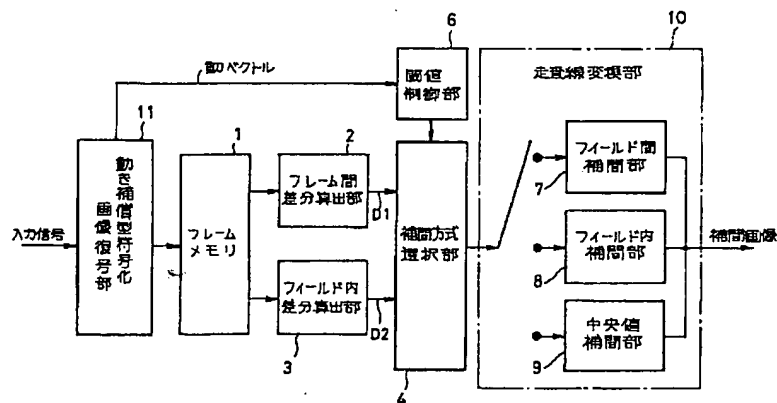 6
10
動ベクトル
閾値
制御部
走査線変換部
11
1
2
動き補償型符号化
画像復号部
フレーム
メモリ
フレーム間
差分算出部
D1
補間方式
選択部
フィールド間
補間部
7
入力信号
フィールド内
差分算出部
D2
3
フィールド内
補間部
8
補間画像
中央値
補間部
9
4